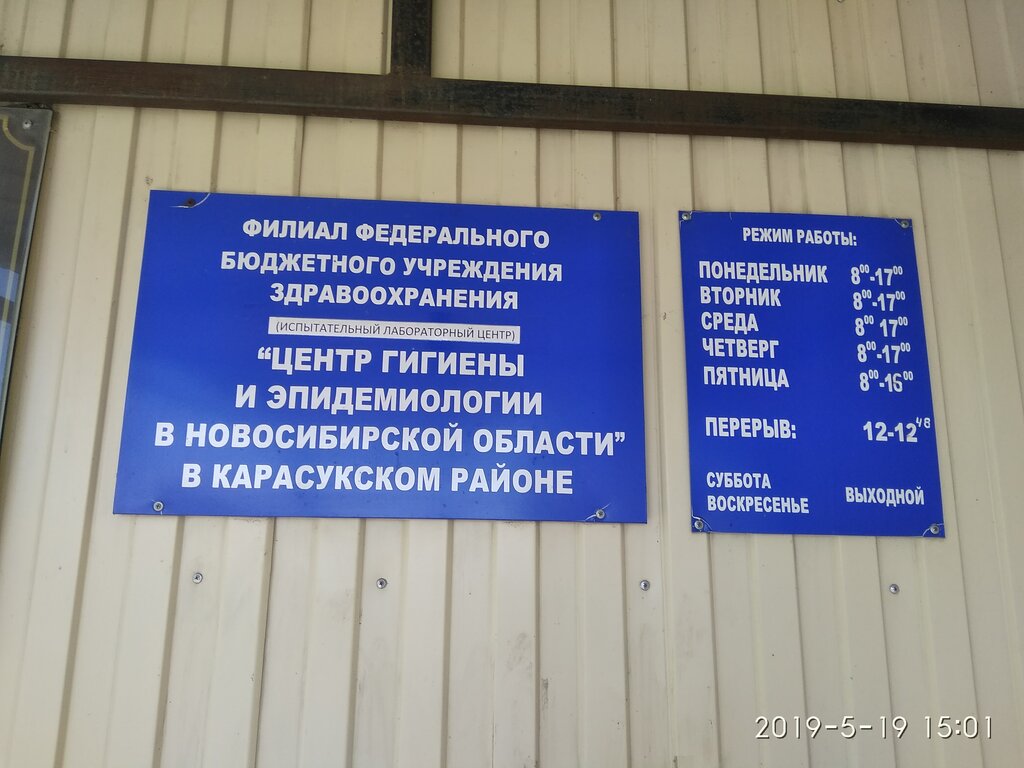 ФИЛИАЛ ФЕДЕРАЛЬНОГО
БЮДЖЕТНОГО УЧРЕЖДЕНИЯ
ЗДРАВООХРАНЕНИЯ
(ИСПЫТАТЕЛЬНЫЙ ЛАБОРАТОРНЫЙ ЦЕНТР)
“ЦЕНТР ГИГИЕНЫ
И ЭПИДЕМИОЛОГИИ
В НОВОСИБИРСКОЙ ОБЛАСТИ”
В КАРАСУКСКОМ РАЙОНЕ
РЕЖИМ РАБОТЫ:
ПОНЕДЕЛЬНИК 8⁰⁰-17⁰⁰
ВТОРНИК 8⁰⁰-17⁰⁰
СРЕДА 8⁰⁰ 17⁰⁰
ЧЕТВЕРГ 8⁰⁰-17⁰⁰
ПЯТНИЦА 8⁰⁰-16⁰⁰
ПЕРЕРЫВ: 12-12⁴⁸
СУББОТА
ВОСКРЕСЕНЬЕ ВЫХОДНОЙ
2019-5-19 15:01